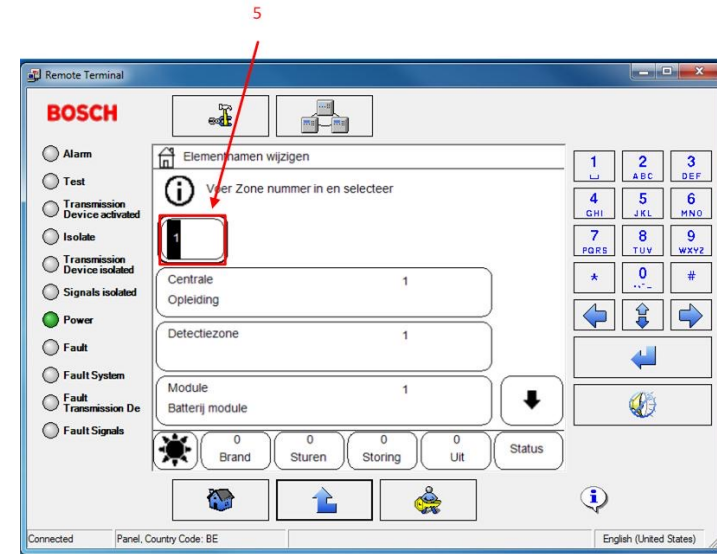 5
Remote Terminal
BOSCH
Alarm
Test
Transmission
Device activated
Isolate
Transmission
Device isolated
Signals isolated
Power
Fault
Fault System
Fault
Transmission De
Fault Signals
Elementnamen wijzigen
Voer Zone nummer in en selecteer
1
Centrale 1
Opleiding
Detectiezone 1
Module 1
Batterij module
0 Brand
0 Sturen
0 Storing
0 Uit
Status
1 2 3
ABC DEF
4 5 6
GHI JKL MNO
7 8 9
PQRS TUV WXYZ
* 0 #
Connected
Panel, Country Code: BE
English (United States)